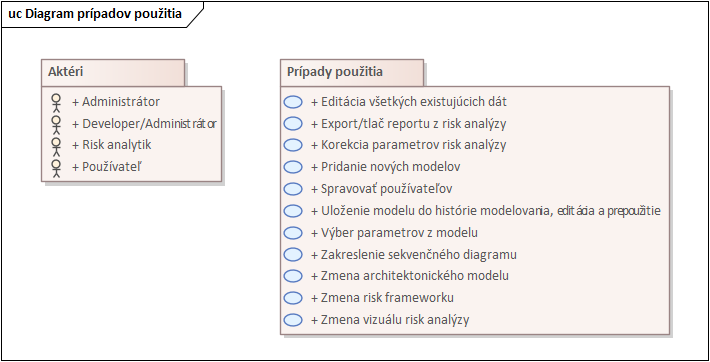 uc Diagram prípadov použitia
Aktéri
+ Administrátor
+ Developer/Administrátor
+ Risk analytik
+ Používateľ
Prípady použitia
+ Editácia všetkých existujúcich dát
+ Export/tlač reportu z risk analýzy
+ Korekcia parametrov risk analýzy
+ Pridanie nových modelov
+ Spravovať používateľov
+ Uloženie modelu do histórie modelovania, editácia a prepoužitie
+ Výber parametrov z modelu
+ Zakreslenie sekvenčného diagramu
+ Zmena architektonického modelu
+ Zmena risk frameworku
+ Zmena vizuálu risk analýzy